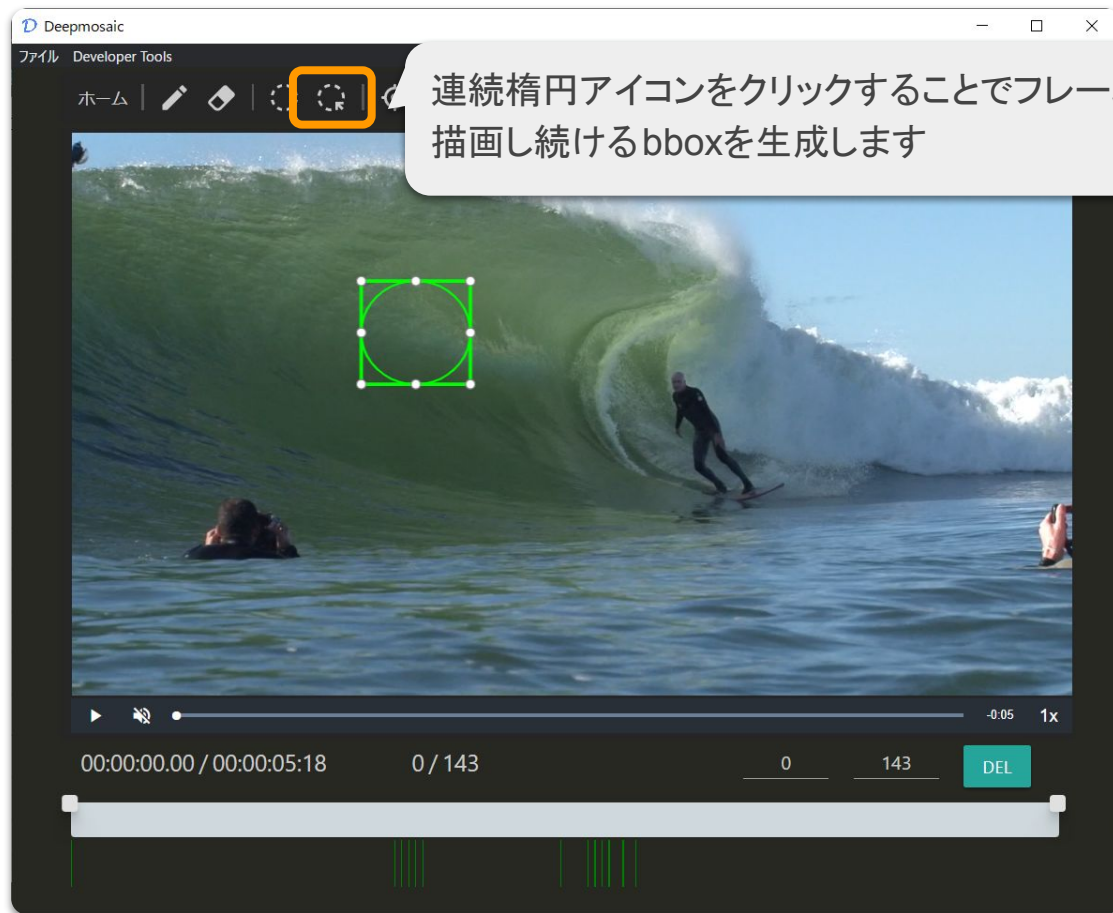 Deepmosaic
ファイル Developer Tools
ホーム
連続楕円アイコンをクリックすることでフレー
描画し続けるbboxを生成します
-0:05 1x
00:00:00.00 / 00:00:05:18 0 / 143 0 143 DEL